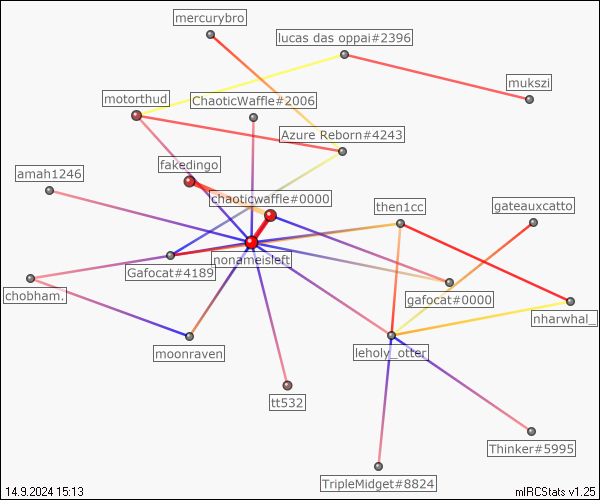 mercurybro
lucas das oppai#2396
mukszi
motorthud
ChaoticWaffle#2006
Azure Reborn#4243
fakedingo
amah1246
chaoticwaffle#0000
then1cc
gateauxcatto
nonameisleft
Gafocat#4189
chobham.
gafocat#0000
nharwhal_
moonraven
leholy_otter
tt532
Thinker#5995
TripleMidget#8824
14.9.2024 15:13
mIRCStats v1.25